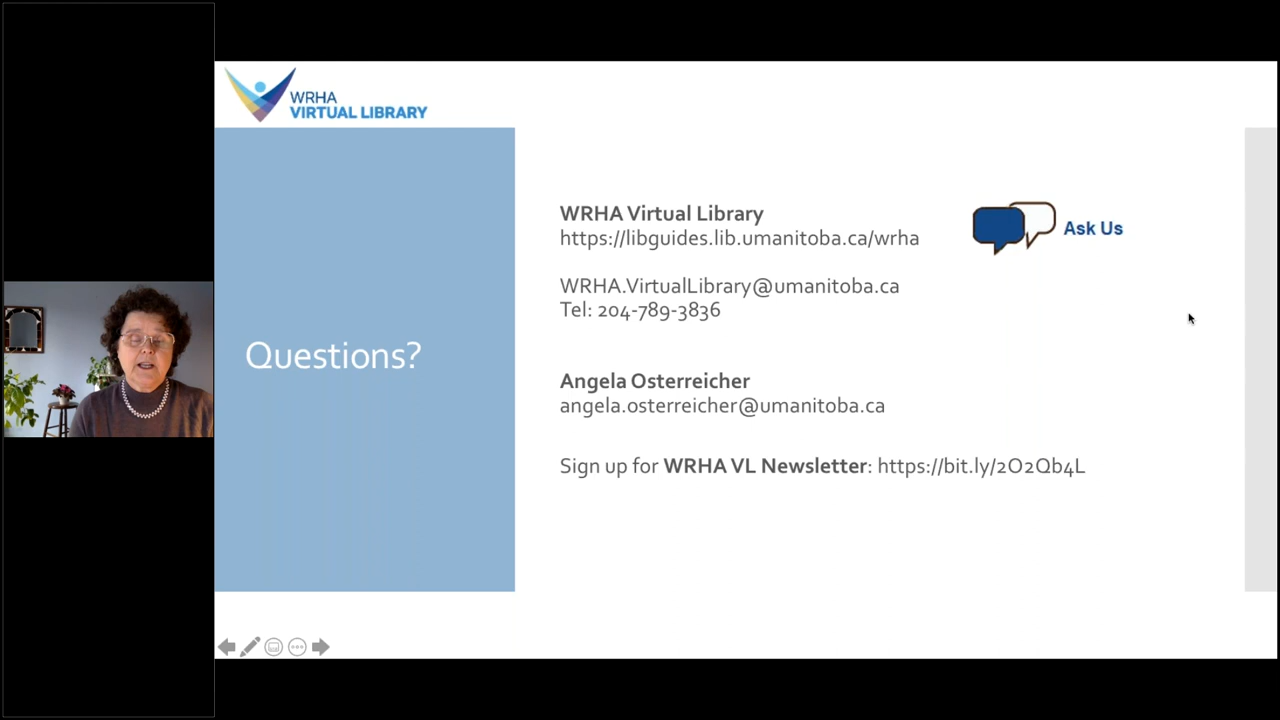 WRHA
VIRTUAL LIBRARY
Questions?
WRHA Virtual Library
https://libguides.lib.umanitoba.ca/wrha
Ask Us
WRHA.VirtualLibrary@umanitoba.ca
Tel: 204-789-3836
Angela Osterreicher
angela.osterreicher@umanitoba.ca
Sign up for WRHA VL Newsletter: https://bit.ly/2O2Qb4L